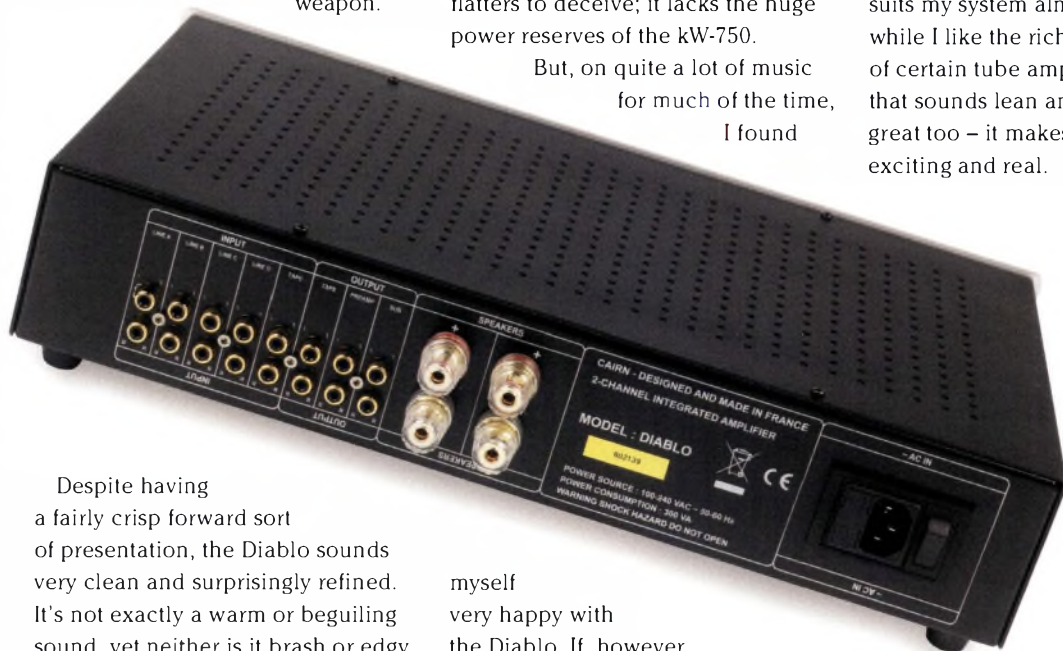 weapon.
flatters to deceive; it lacks the huge
power reserves of the kW-750.
But, on quite a lot of music
for much of the time,
I found
suits my system
while I like the rich
of certain tube amp
that sounds lean
great too – it makes
exciting and real.
INPUT
OUTPUT
LINE A
LINE B
LINE C
LINE D
TAPE
TAPE
PREAMP
SUB
SPEAKERS
+
+
INPUT
OUTPUT
SPEAKERS
CAIRN - DESIGNED AND MADE IN FRANCE
2-CHANNEL INTEGRATED AMPLIFIER
MODEL : DIABLO
602139
CE
POWER SOURCE : 100-240 VAC ~ 50-60 Hz
POWER CONSUMPTION : 300 VA
WARNING SHOCK HAZARD DO NOT OPEN
~ AC IN
~ AC IN
Despite having
a fairly crisp forward sort
of presentation, the Diablo sounds
very clean and surprisingly refined.
It's not exactly a warm or beguiling
sound, yet neither is it brash or edgy
myself
very happy with
the Diablo. If, however